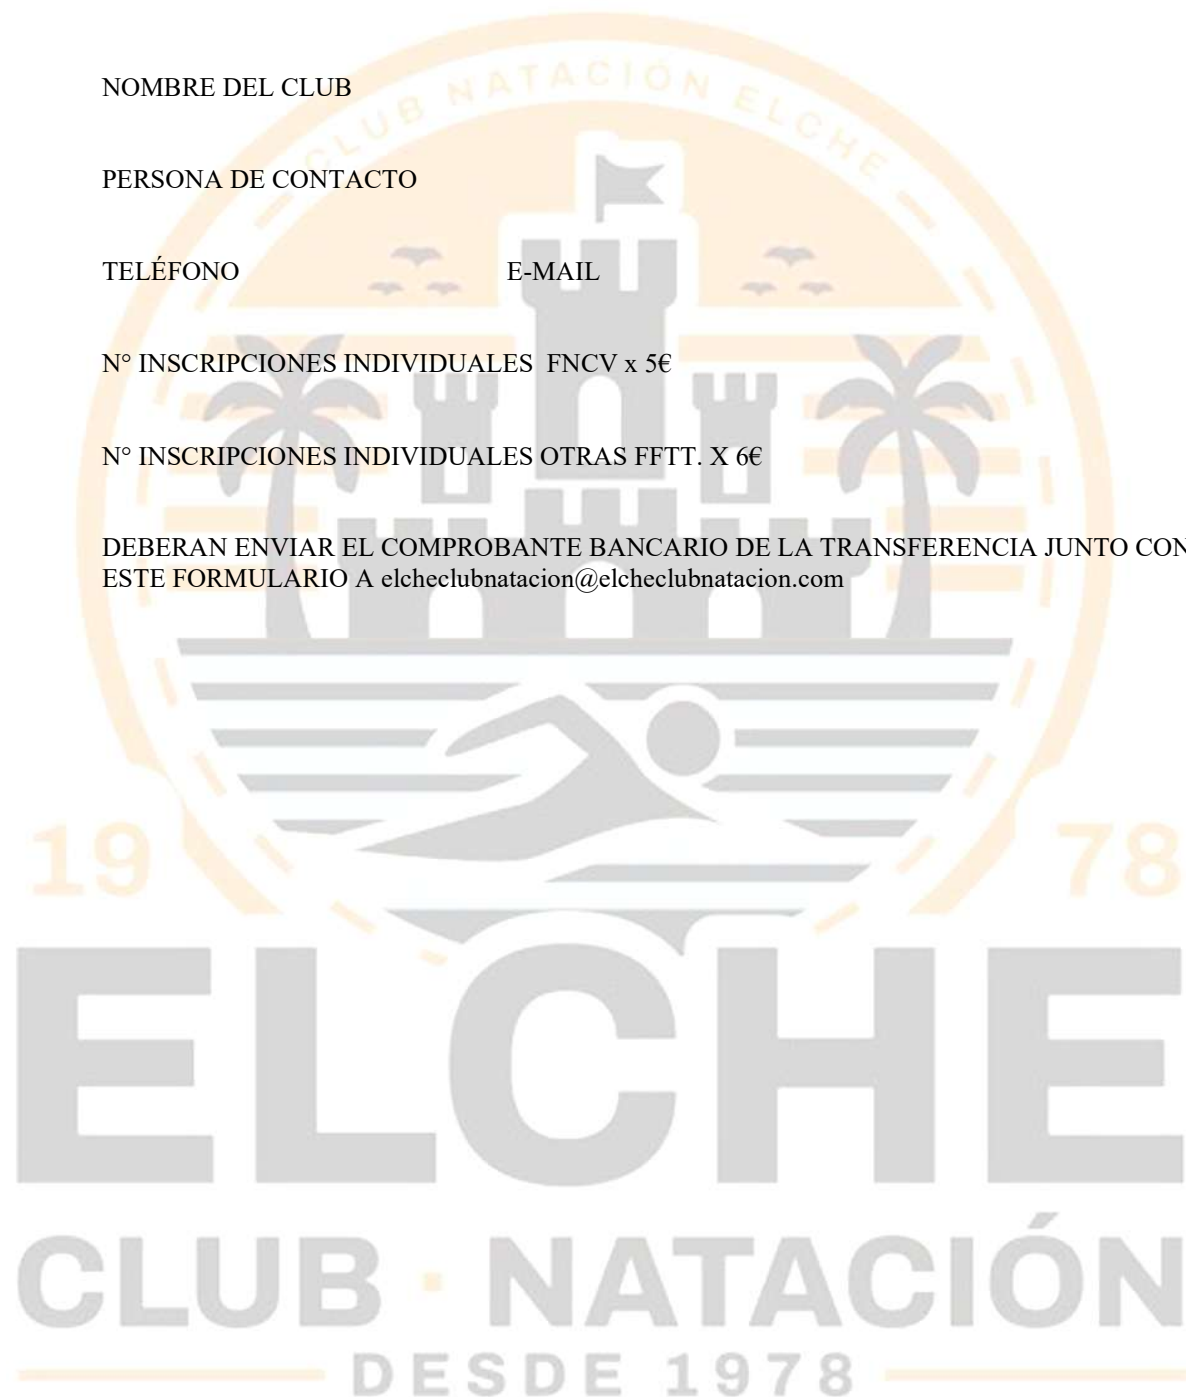 CLUB NATACIÓN ELCHE
NOMBRE DEL CLUB
PERSONA DE CONTACTO
TELÉFONO E-MAIL
N° INSCRIPCIONES INDIVIDUALES FNCV x 5€
N° INSCRIPCIONES INDIVIDUALES OTRAS FFTT. X 6€
DEBERAN ENVIAR EL COMPROBANTE BANCARIO DE LA TRANSFERENCIA JUNTO CON
ESTE FORMULARIO A elcheclubnatacion@elcheclubnatacion.com
19 78
ELCHE
CLUB · NATACIÓN
DESDE 1978